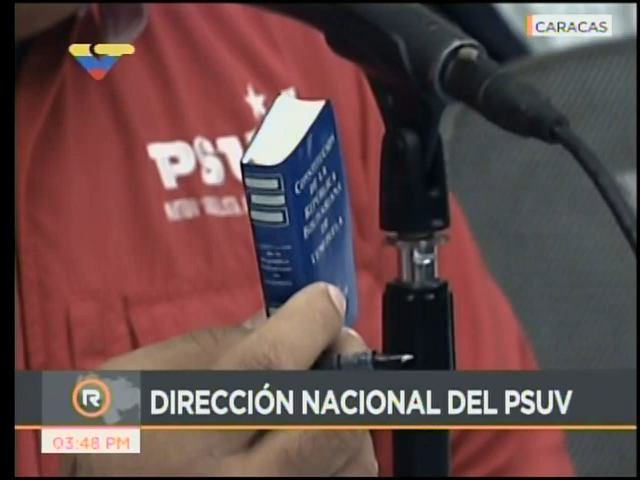 CARACAS
PSUV
CONSTITUCIÓN
DE LA
REPÚBLICA
BOLIVARIANA
DE
VENEZUELA
R
DIRECCIÓN NACIONAL DEL PSUV
03:48 PM